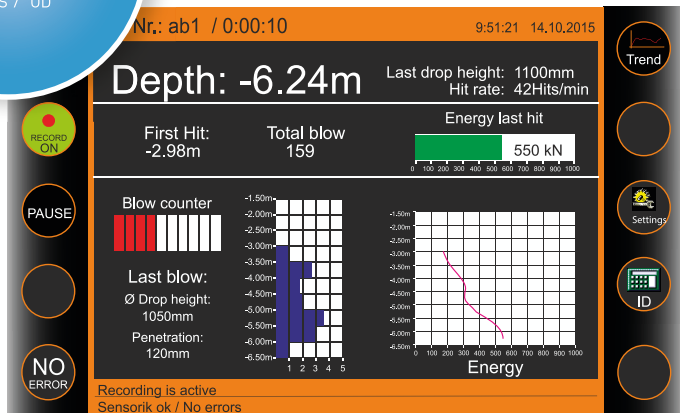 Nr.: ab1 / 0:00:10
9:51:21 14.10.2015
Depth: -6.24m
Last drop height: 1100mm
Hit rate: 42Hits/min
First Hit:
-2.98m
Total blow
159
Energy last hit
550 kN
0 100 200 300 400 500 600 700 800 900 1000
Blow counter
Last blow:
Ø Drop height:
1050mm
Penetration:
120mm
-1.50m
-2.00m
-2.50m
-3.00m
-3.50m
-4.00m
-4.50m
-5.00m
-5.50m
-6.00m
-6.50m
1 2 3 4 5
-1.50m
-2.00m
-2.50m
-3.00m
-3.50m
-4.00m
-4.50m
-5.00m
-5.50m
-6.00m
-6.50m
0 100 200 300 400 500 600 700 800 900 1000
Energy
Recording is active
Sensorik ok / No errors
RECORD
ON
PAUSE
NO
ERROR
Trend
Settings
ID